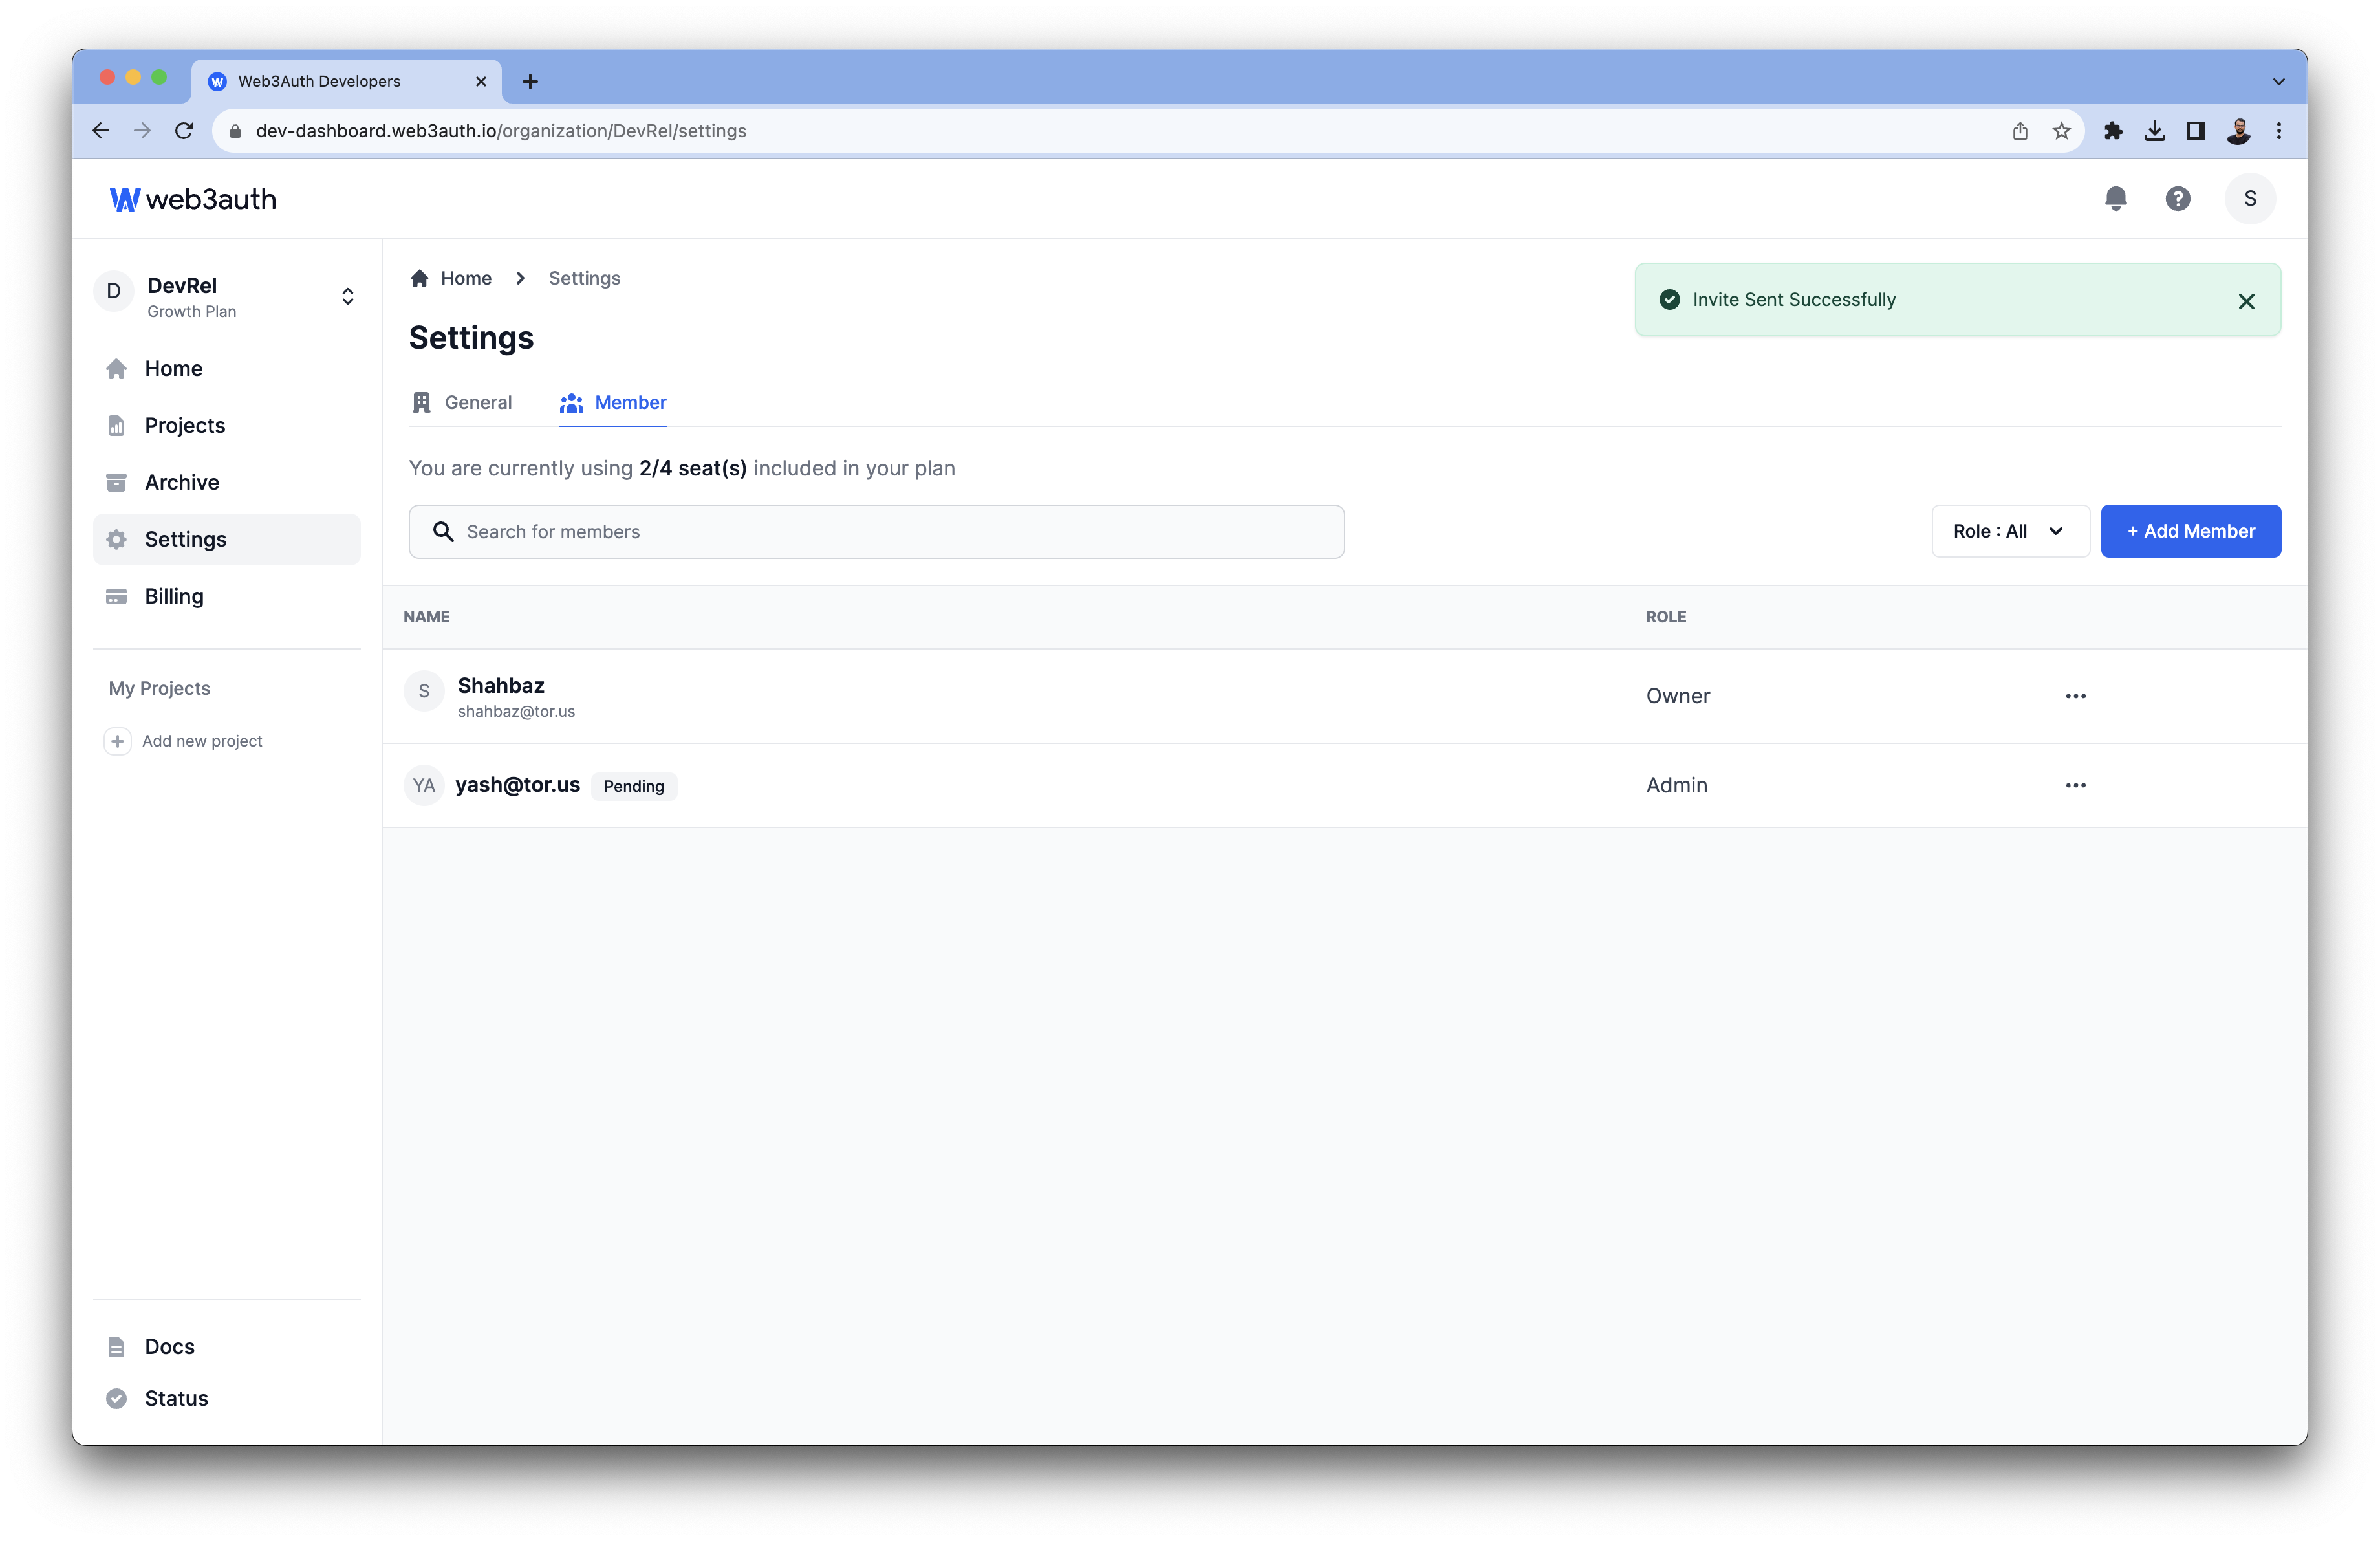 Web3Auth Developers
dev-dashboard.web3auth.io/organization/DevRel/settings
web3auth
S
D
DevRel
Growth Plan
Home
Projects
Archive
Settings
Billing
My Projects
Add new project
Docs
Status
Home
Settings
Invite Sent Successfully
Settings
General
Member
You are currently using 2/4 seat(s) included in your plan
Search for members
Role : All
+ Add Member
NAME
ROLE
S
Shahbaz
shahbaz@tor.us
Owner
YA
yash@tor.us
Pending
Admin